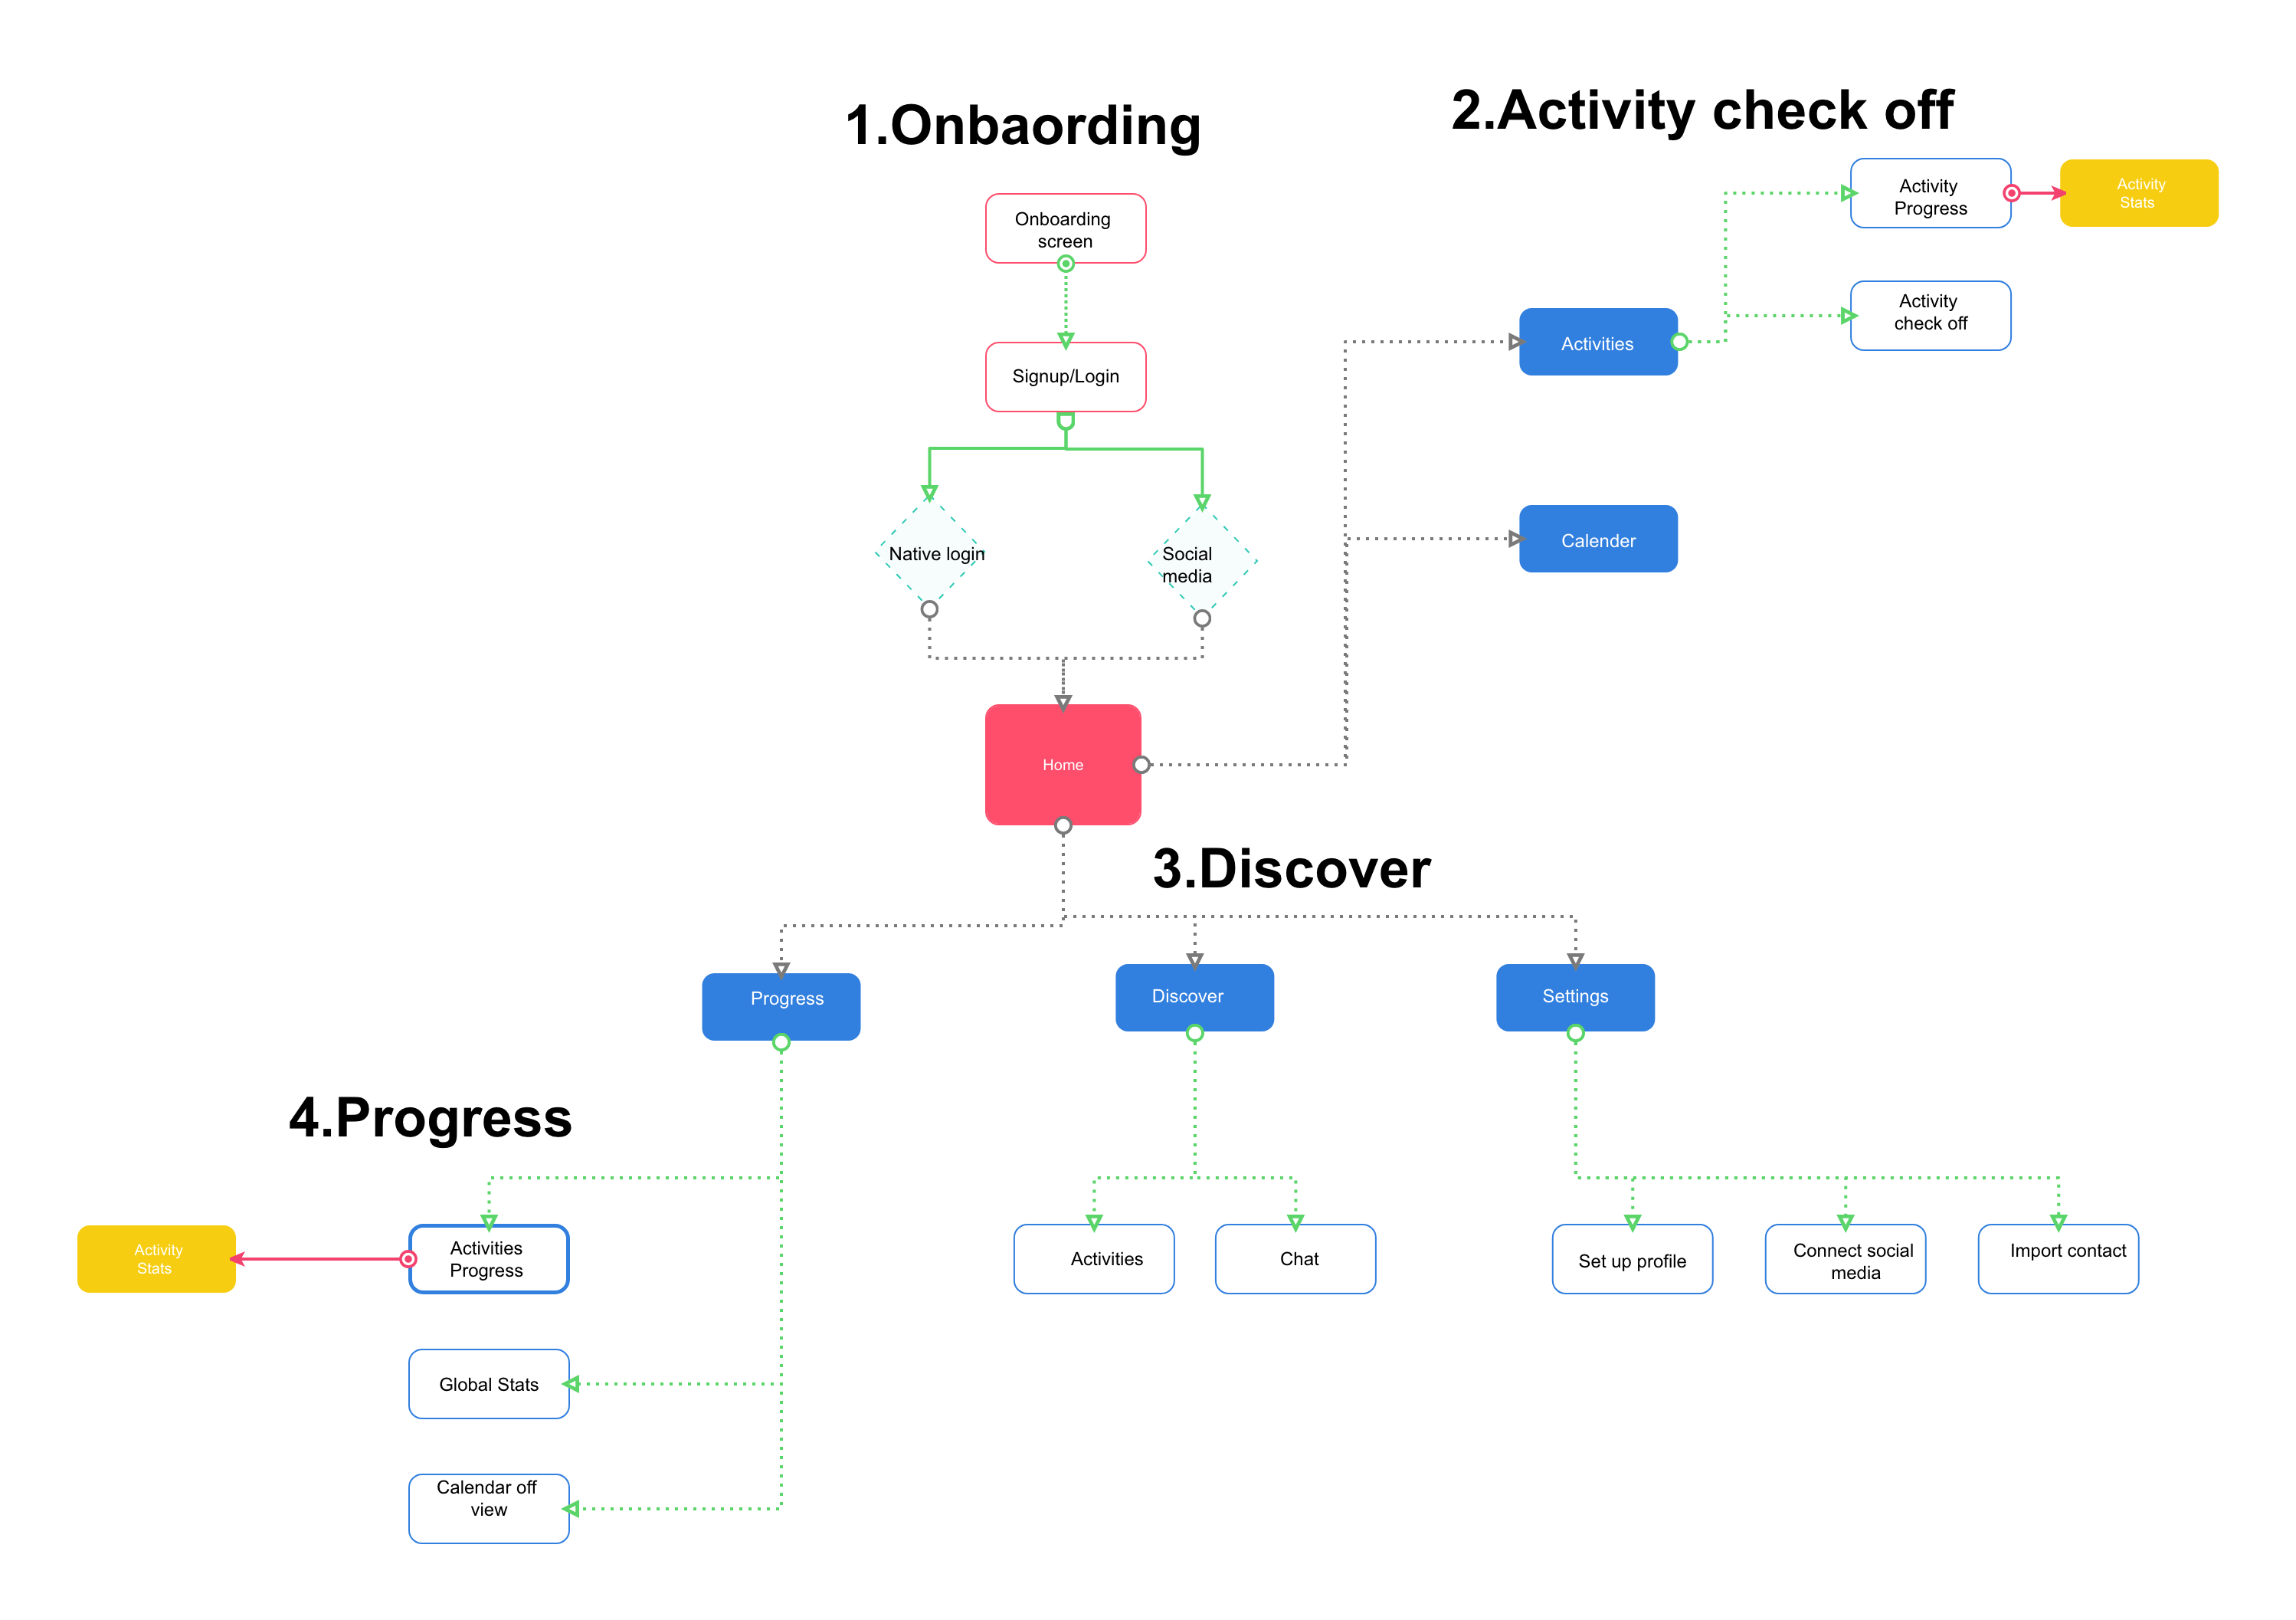 1.Onbaording
2.Activity check off
Onboarding
screen
Activity
Progress
Activity
Stats
Activity
check off
Activities
Signup/Login
Calender
Native login
Social
media
Home
3.Discover
Progress
Discover
Settings
4.Progress
Activity
Stats
Activities
Progress
Activities
Chat
Set up profile
Connect social
media
Import contact
Global Stats
Calendar off
view